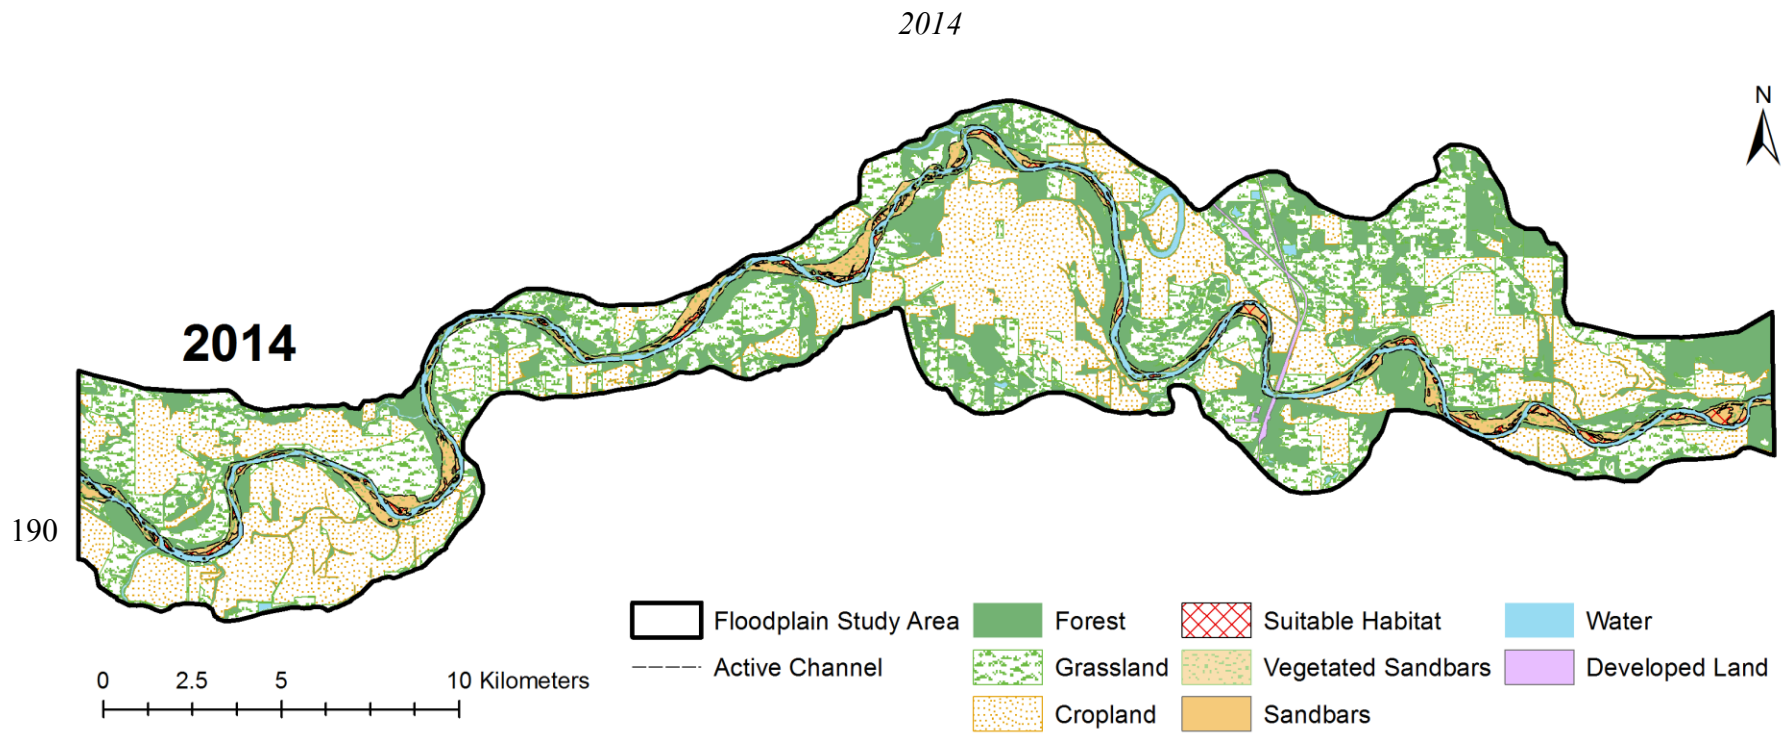 2014
N
2014
190
Floodplain Study Area
Active Channel
Forest
Grassland
Cropland
Suitable Habitat
Vegetated Sandbars
Sandbars
Water
Developed Land
0 2.5 5 10 Kilometers